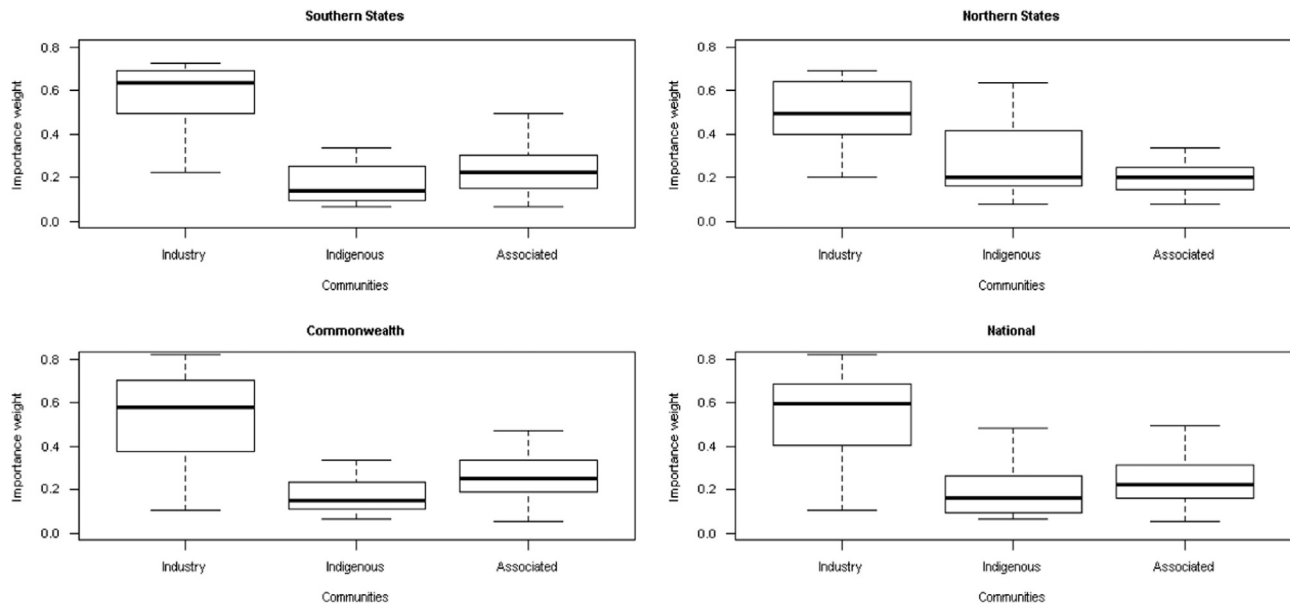 Southern States
Importance weight
0.8
0.6
0.4
0.2
0.0
Industry Indigenous Associated
Communities
Northern States
Importance weight
0.8
0.6
0.4
0.2
0.0
Industry Indigenous Associated
Communities
Commonwealth
Importance weight
0.8
0.6
0.4
0.2
0.0
Industry Indigenous Associated
Communities
National
Importance weight
0.8
0.6
0.4
0.2
0.0
Industry Indigenous Associated
Communities